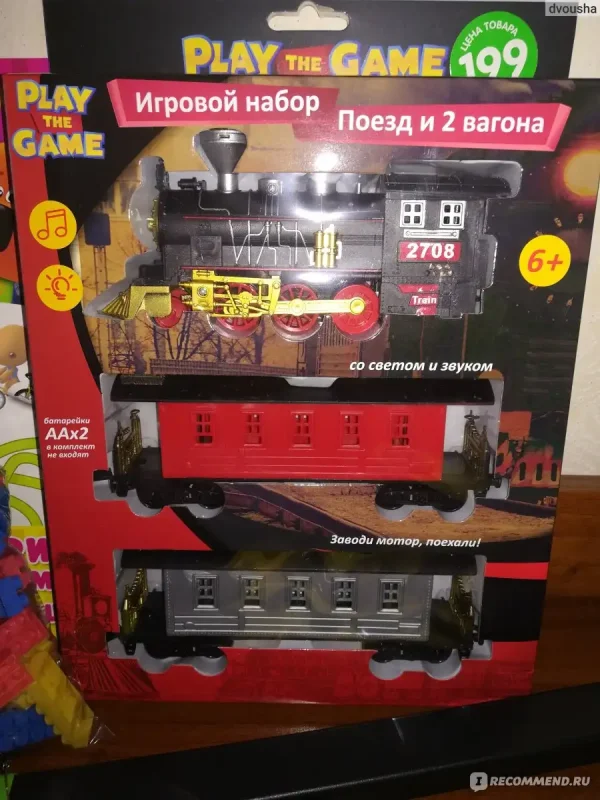 dvousha
PLAY THE GAME
ЦЕНА ТОВАРА
199
PLAY
THE
GAME
Игровой набор
Поезд и 2 вагона
2708
Train
6+
со светом и звуком
батарейки
AAx2
в комплект
не входят
Заводи мотор, поехали!
I RECOMMEND.RU